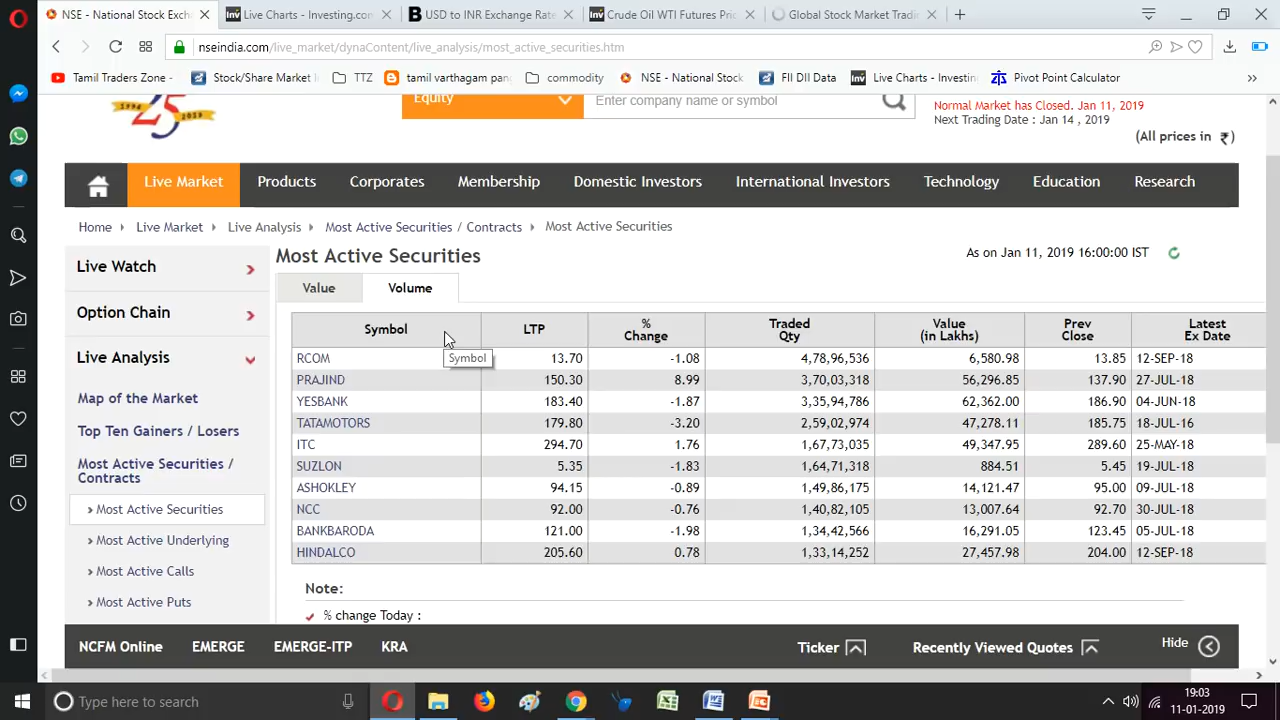 NSE - National Stock Exch
Live Charts - Investing.com
USD to INR Exchange Rate
Crude Oil WTI Futures Pric
Global Stock Market Tradi
nseindia.com/live_market/dynaContent/live_analysis/most_active_securities.htm
Tamil Traders Zone -
Stock/Share Market
TTZ
tamil varthagam pan
commodity
NSE - National Stock
FII DII Data
Live Charts - Investin
Pivot Point Calculator
1994 25 2019
Equity
Enter company name or symbol
Normal Market has Closed. Jan 11, 2019
Next Trading Date : Jan 14 , 2019
(All prices in ₹)
Live Market
Products
Corporates
Membership
Domestic Investors
International Investors
Technology
Education
Research
Home
Live Market
Live Analysis
Most Active Securities / Contracts
Most Active Securities
Live Watch
Option Chain
Live Analysis
Map of the Market
Top Ten Gainers / Losers
Most Active Securities /
Contracts
Most Active Securities
Most Active Underlying
Most Active Calls
Most Active Puts
Most Active Securities
As on Jan 11, 2019 16:00:00 IST
Value
Volume
Symbol LTP % Change Traded Qty Value (in Lakhs) Prev Close Latest Ex Date
Symbol
RCOM 13.70 -1.08 4,78,96,536 6,580.98 13.85 12-SEP-18
PRAJIND 150.30 8.99 3,70,03,318 56,296.85 137.90 27-JUL-18
YESBANK 183.40 -1.87 3,35,94,786 62,362.00 186.90 04-JUN-18
TATAMOTORS 179.80 -3.20 2,59,02,974 47,278.11 185.75 18-JUL-16
ITC 294.70 1.76 1,67,73,035 49,347.95 289.60 25-MAY-18
SUZLON 5.35 -1.83 1,64,71,318 884.51 5.45 19-JUL-18
ASHOKLEY 94.15 -0.89 1,49,86,175 14,121.47 95.00 09-JUL-18
NCC 92.00 -0.76 1,40,82,105 13,007.64 92.70 30-JUL-18
BANKBARODA 121.00 -1.98 1,34,42,566 16,291.05 123.45 05-JUL-18
HINDALCO 205.60 0.78 1,33,14,252 27,457.98 204.00 12-SEP-18
Note:
% change Today :
NCFM Online
EMERGE
EMERGE-ITP
KRA
Ticker
Recently Viewed Quotes
Hide
Type here to search
19:03
11-01-2019